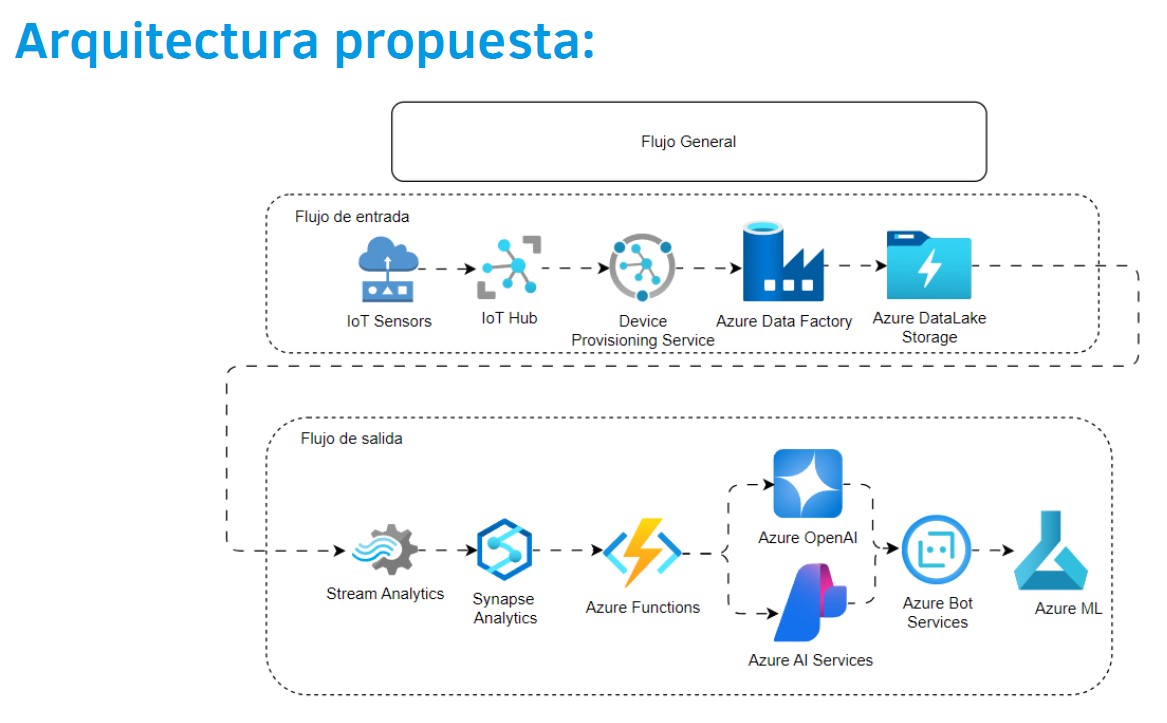 Arquitectura propuesta:
Flujo General
Flujo de entrada
IoT Sensors
IoT Hub
Device
Provisioning Service
Azure Data Factory
Azure DataLake
Storage
Flujo de salida
Stream Analytics
Synapse
Analytics
Azure Functions
Azure OpenAI
Azure AI Services
Azure Bot
Services
Azure ML